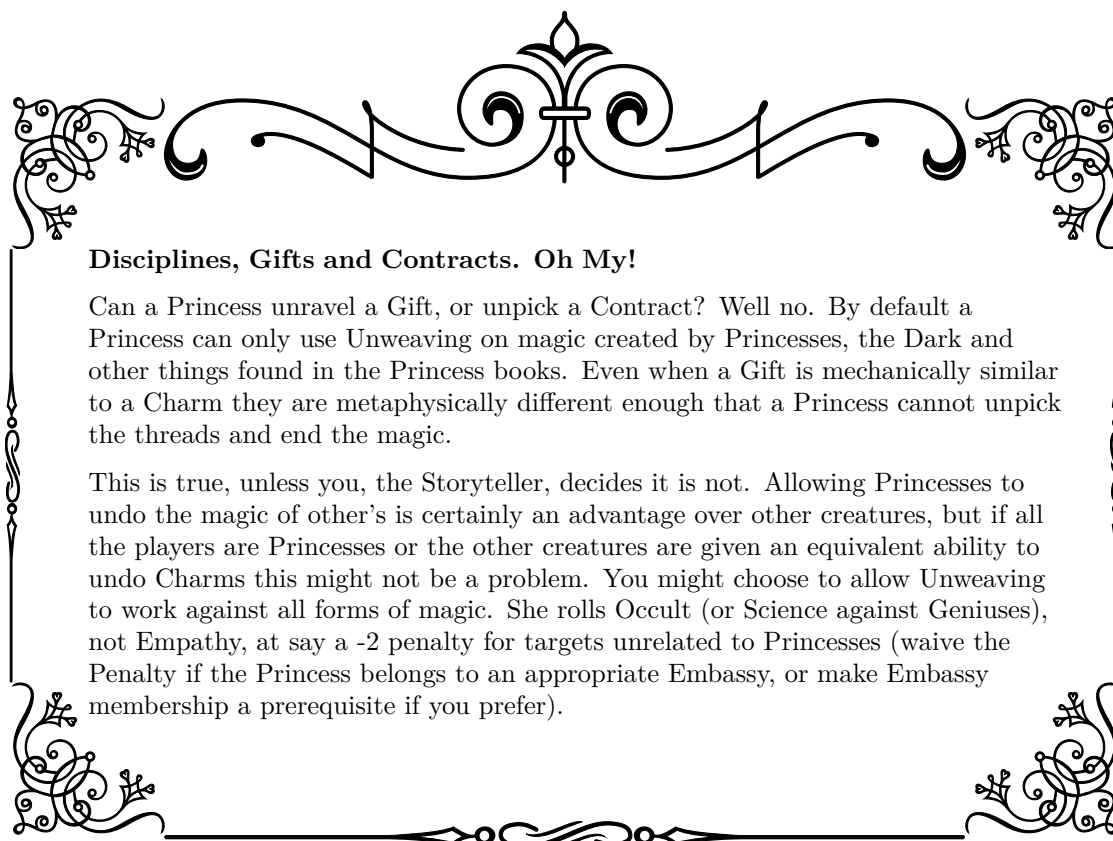 Disciplines, Gifts and Contracts. Oh My!
Can a Princess unravel a Gift, or unpick a Contract? Well no. By default a
Princess can only use Unweaving on magic created by Princesses, the Dark and
other things found in the Princess books. Even when a Gift is mechanically similar
to a Charm they are metaphysically different enough that a Princess cannot unpick
the threads and end the magic.
This is true, unless you, the Storyteller, decides it is not. Allowing Princesses to
undo the magic of other's is certainly an advantage over other creatures, but if all
the players are Princesses or the other creatures are given an equivalent ability to
undo Charms this might not be a problem. You might choose to allow Unweaving
to work against all forms of magic. She rolls Occult (or Science against Geniuses),
not Empathy, at say a -2 penalty for targets unrelated to Princesses (waive the
Penalty if the Princess belongs to an appropriate Embassy, or make Embassy
membership a prerequisite if you prefer).